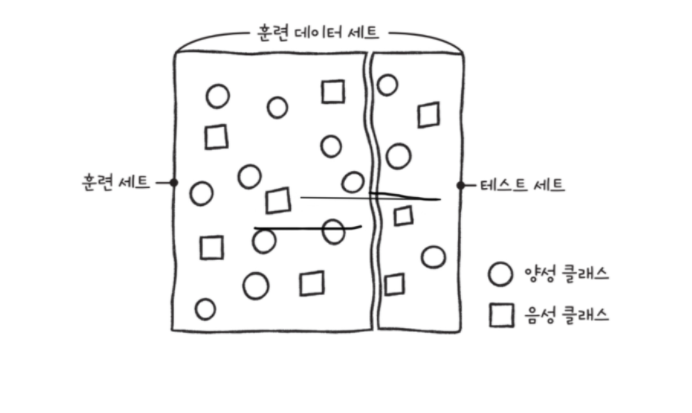 훈련 데이터 세트
훈련 세트
테스트 세트
양성 클래스
음성 클래스